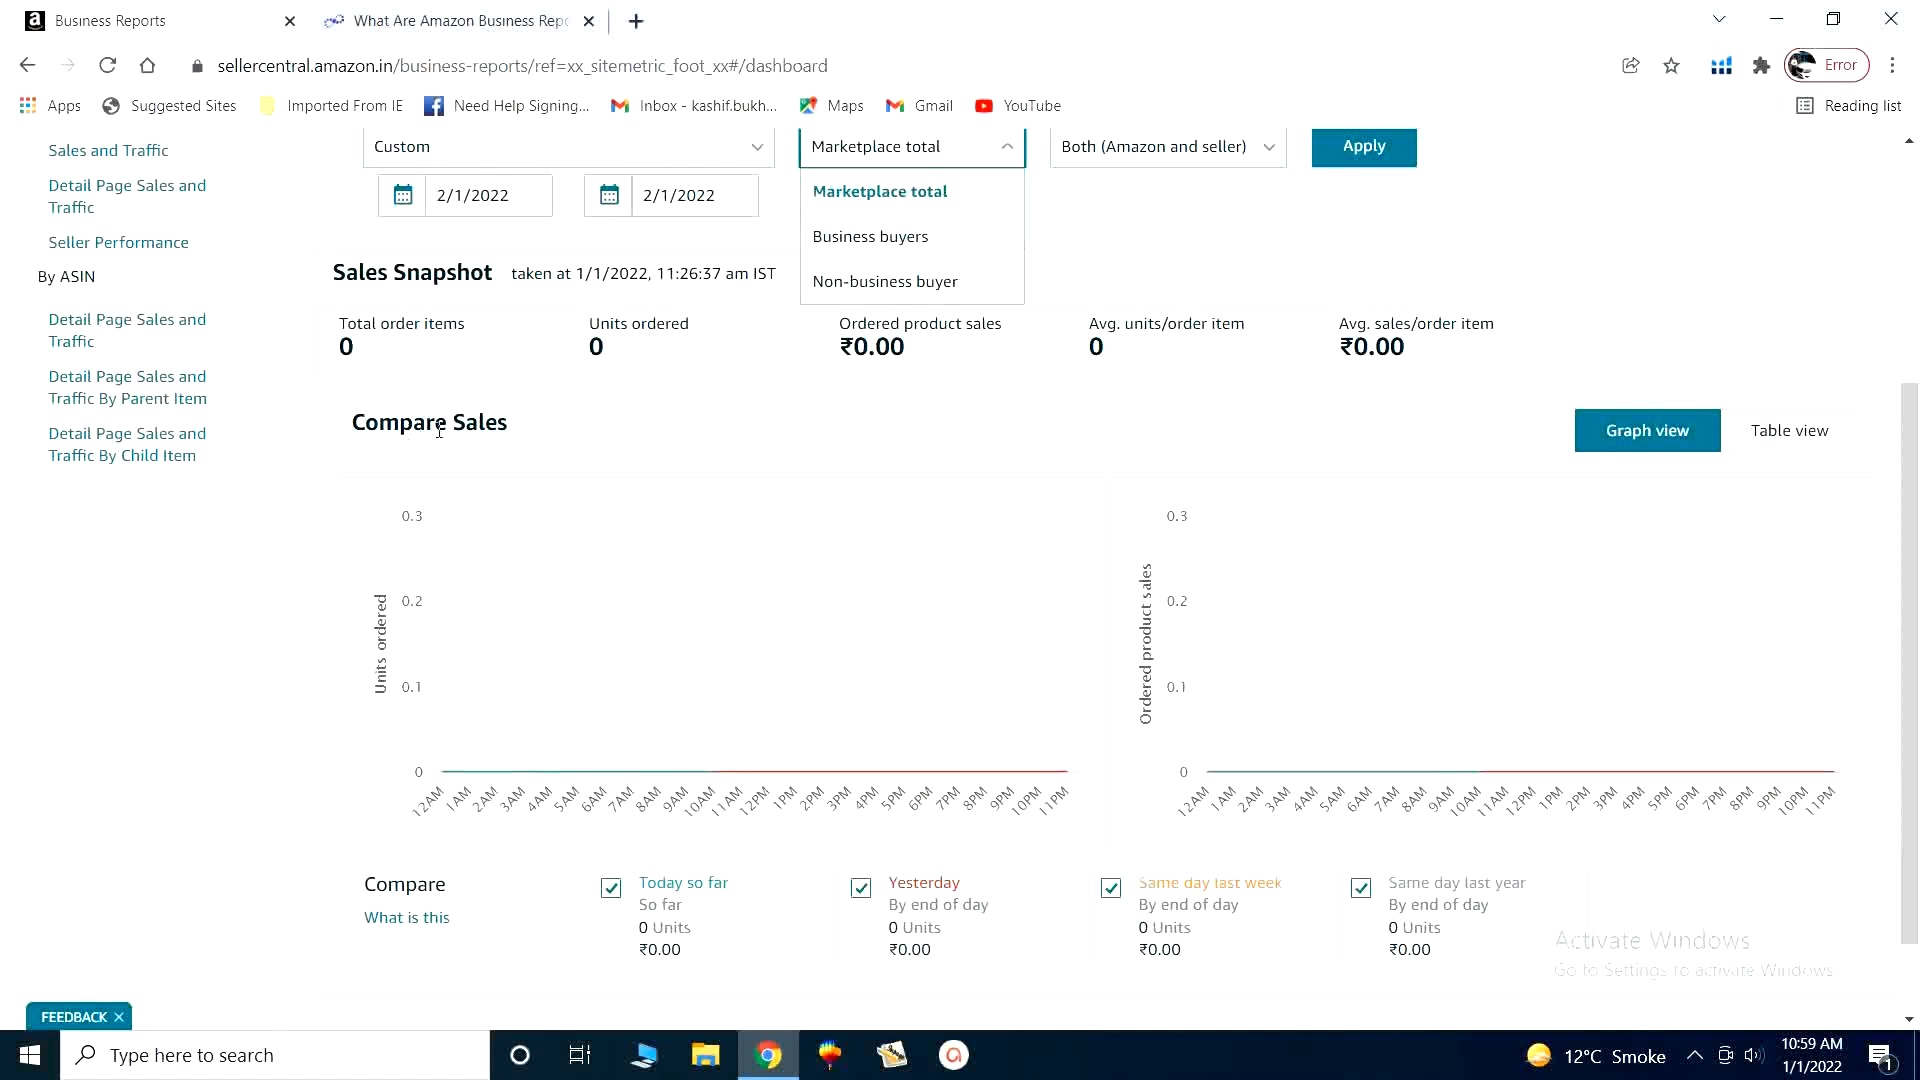 Business Reports
What Are Amazon Business Repo
sellercentral.amazon.in/business-reports/ref=xx_sitemetric_foot_xx#/dashboard
Error
Apps
Suggested Sites
Imported From IE
Need Help Signing...
Inbox - kashif.bukh...
Maps
Gmail
YouTube
Reading list
Sales and Traffic
Detail Page Sales and
Traffic
Seller Performance
By ASIN
Detail Page Sales and
Traffic
Detail Page Sales and
Traffic By Parent Item
Detail Page Sales and
Traffic By Child Item
Custom
Marketplace total
Both (Amazon and seller)
Apply
2/1/2022
2/1/2022
Marketplace total
Business buyers
Non-business buyer
Sales Snapshot taken at 1/1/2022, 11:26:37 am IST
Total order items
0
Units ordered
0
Ordered product sales
₹0.00
Avg. units/order item
0
Avg. sales/order item
₹0.00
Compare Sales
Graph view
Table view
Units ordered
0.3
0.2
0.1
0
12AM 1AM 2AM 3AM 4AM 5AM 6AM 7AM 8AM 9AM 10AM 11AM 12PM 1PM 2PM 3PM 4PM 5PM 6PM 7PM 8PM 9PM 10PM 11PM
Ordered product sales
0.3
0.2
0.1
0
12AM 1AM 2AM 3AM 4AM 5AM 6AM 7AM 8AM 9AM 10AM 11AM 12PM 1PM 2PM 3PM 4PM 5PM 6PM 7PM 8PM 9PM 10PM 11PM
Compare
What is this
Today so far
So far
0 Units
₹0.00
Yesterday
By end of day
0 Units
₹0.00
Same day last week
By end of day
0 Units
₹0.00
Same day last year
By end of day
0 Units
₹0.00
Activate Windows
Go to Settings to activate Windows.
FEEDBACK
Type here to search
12°C Smoke
10:59 AM
1/1/2022
1